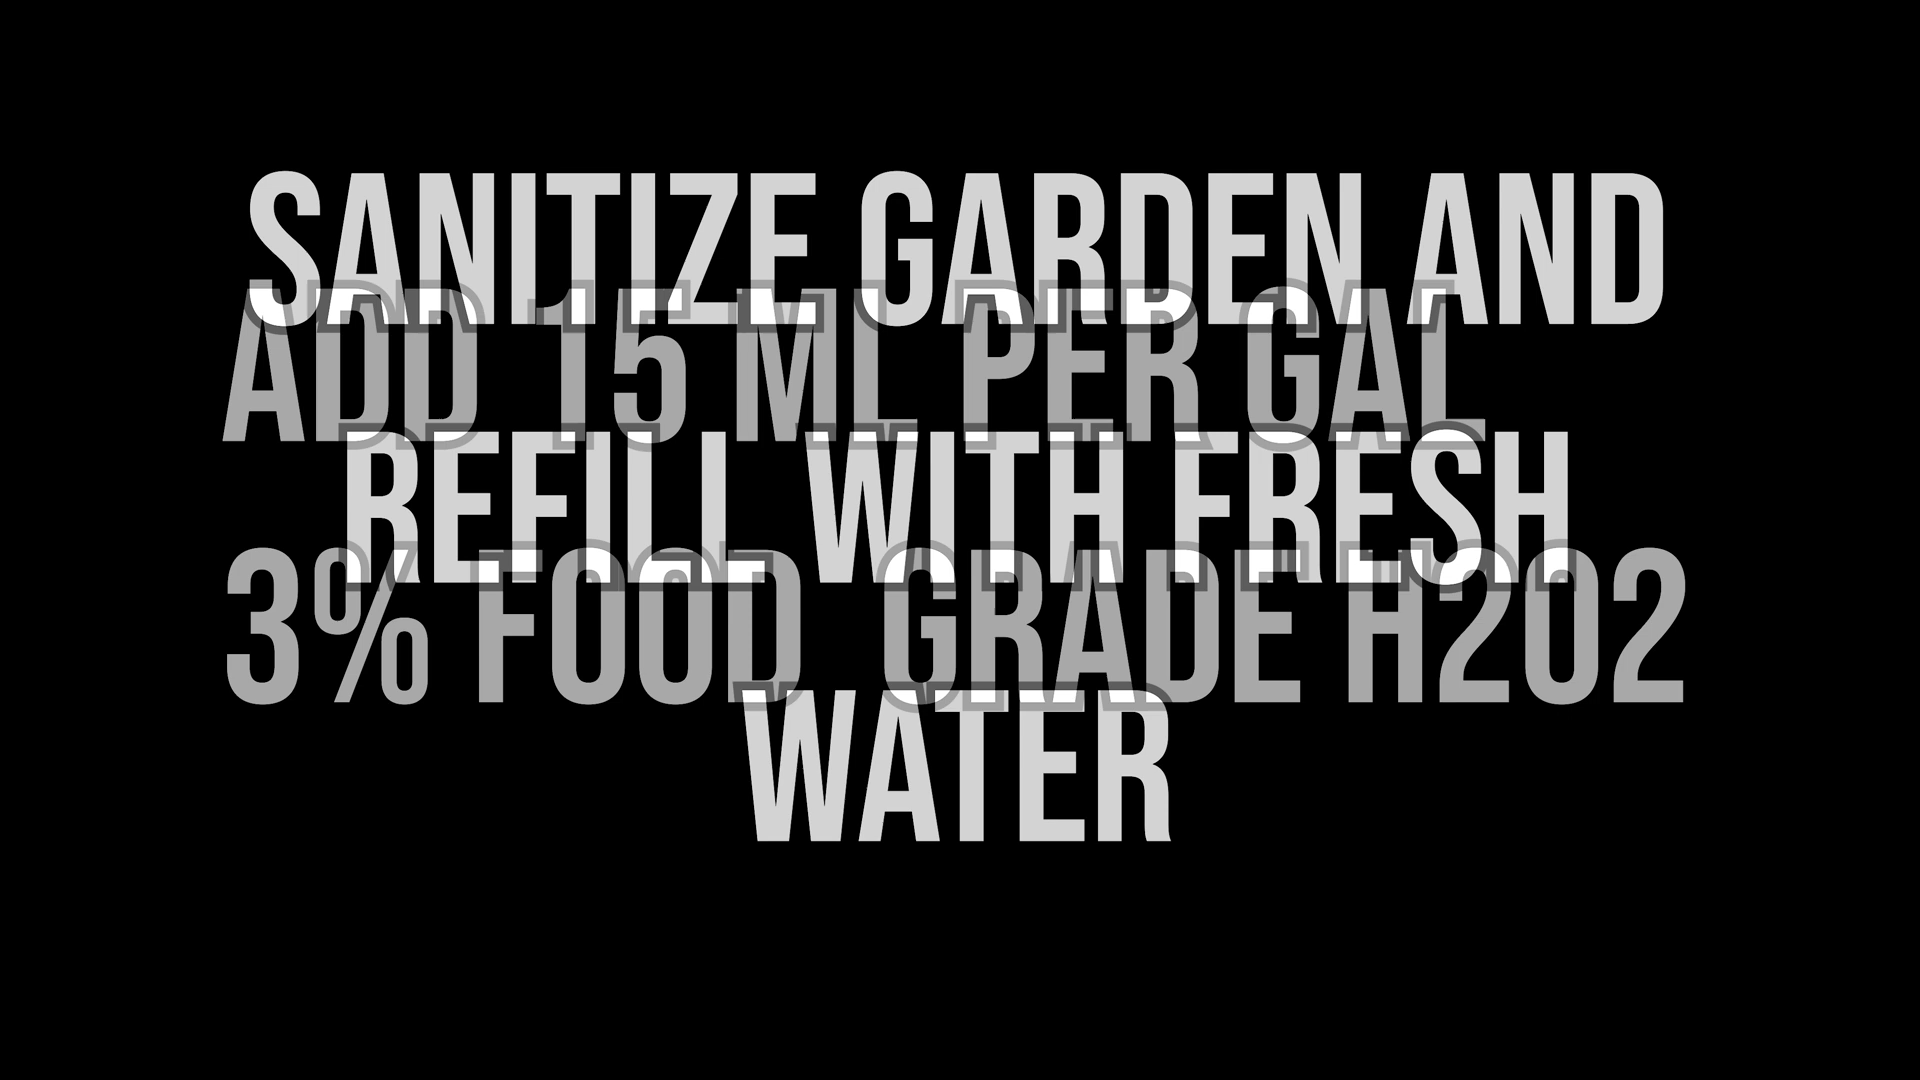 SANITIZE GARDEN AND
ADD 15 ML PER GAL
REFILL WITH FRESH
3% FOOD GRADE H2O2
WATER